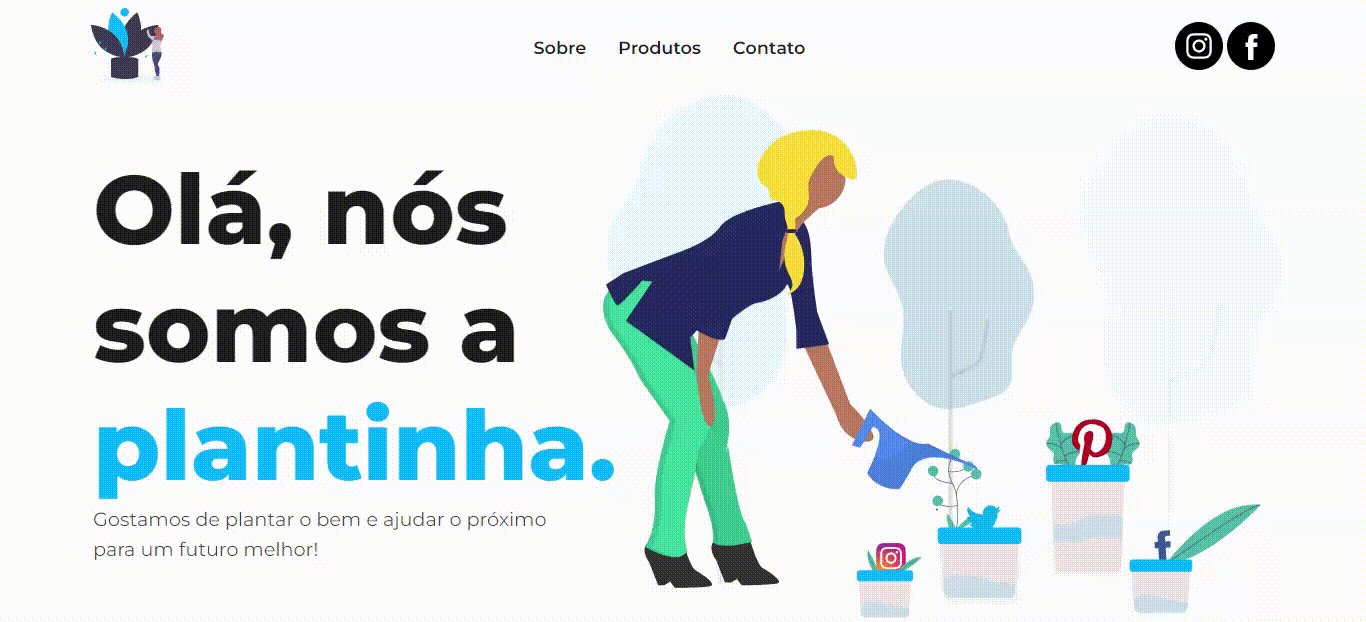 Sobre Produtos Contato
Olá, nós
somos a
plantinha.
Gostamos de plantar o bem e ajudar o próximo
para um futuro melhor!